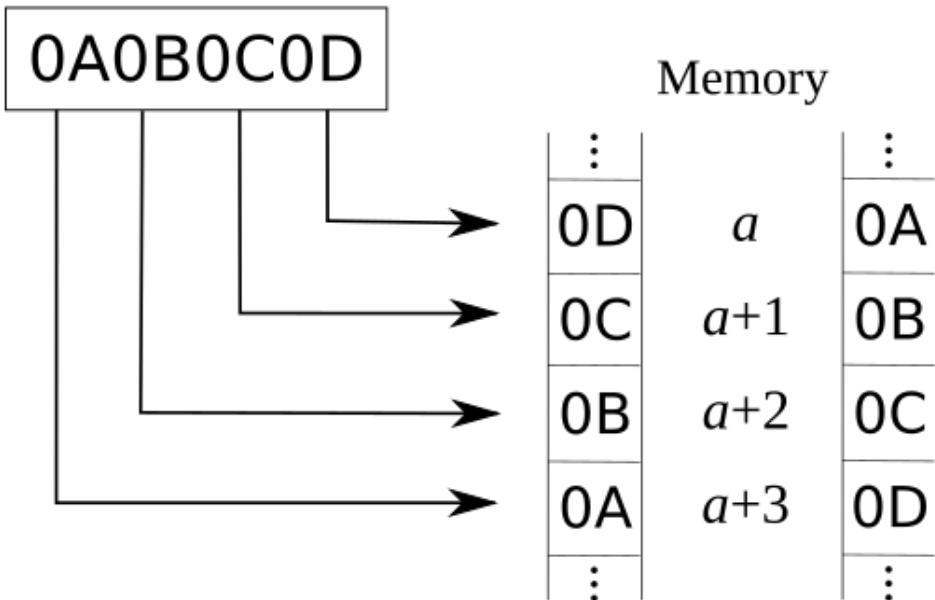 0A0B0C0D
Memory
⋮ ⋮
0D a 0A
0C a+1 0B
0B a+2 0C
0A a+3 0D
⋮ ⋮